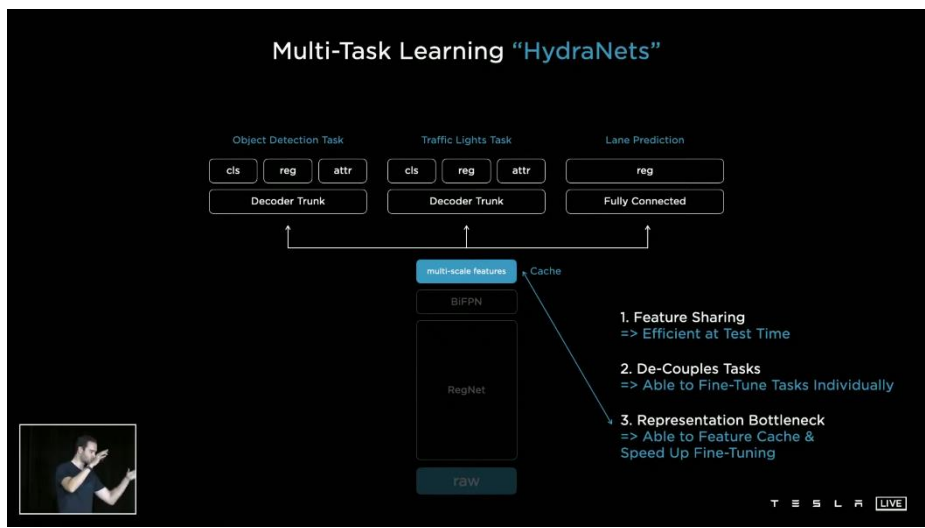 Multi-Task Learning “HydraNets”
Object Detection Task
Traffic Lights Task
Lane Prediction
cls
reg
attr
cls
reg
attr
reg
Decoder Trunk
Decoder Trunk
Fully Connected
multi-scale features
Cache
BiFPN
RegNet
raw
1. Feature Sharing
=> Efficient at Test Time
2. De-Couples Tasks
=> Able to Fine-Tune Tasks Individually
3. Representation Bottleneck
=> Able to Feature Cache &
Speed Up Fine-Tuning
TESLA LIVE